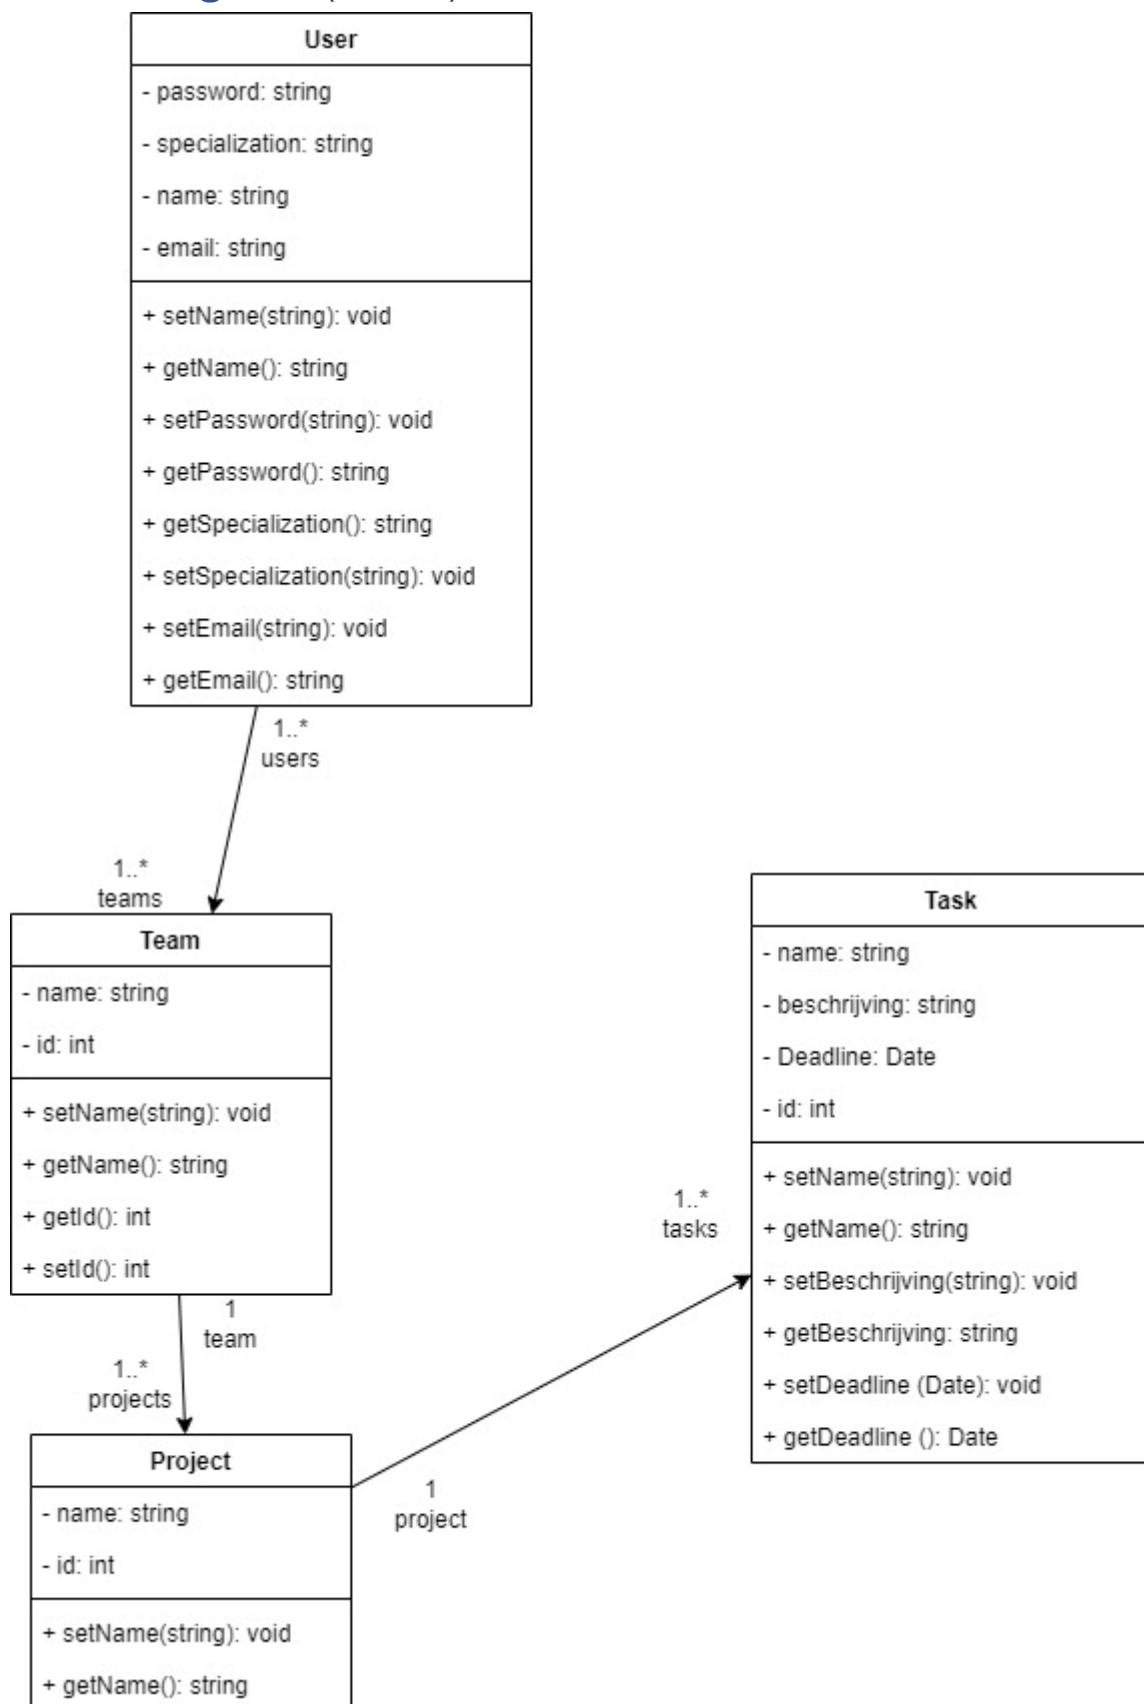 User
- password: string
- specialization: string
- name: string
- email: string
+ setName(string): void
+ getName(): string
+ setPassword(string): void
+ getPassword(): string
+ getSpecialization(): string
+ setSpecialization(string): void
+ setEmail(string): void
+ getEmail(): string
1..*
users
1..*
teams
Team
- name: string
- id: int
+ setName(string): void
+ getName(): string
+ getId(): int
+ setId(): int
1
team
1..*
projects
Project
- name: string
- id: int
+ setName(string): void
+ getName(): string
1
project
1..*
tasks
Task
- name: string
- beschrijving: string
- Deadline: Date
- id: int
+ setName(string): void
+ getName(): string
+ setBeschrijving(string): void
+ getBeschrijving: string
+ setDeadline (Date): void
+ getDeadline (): Date